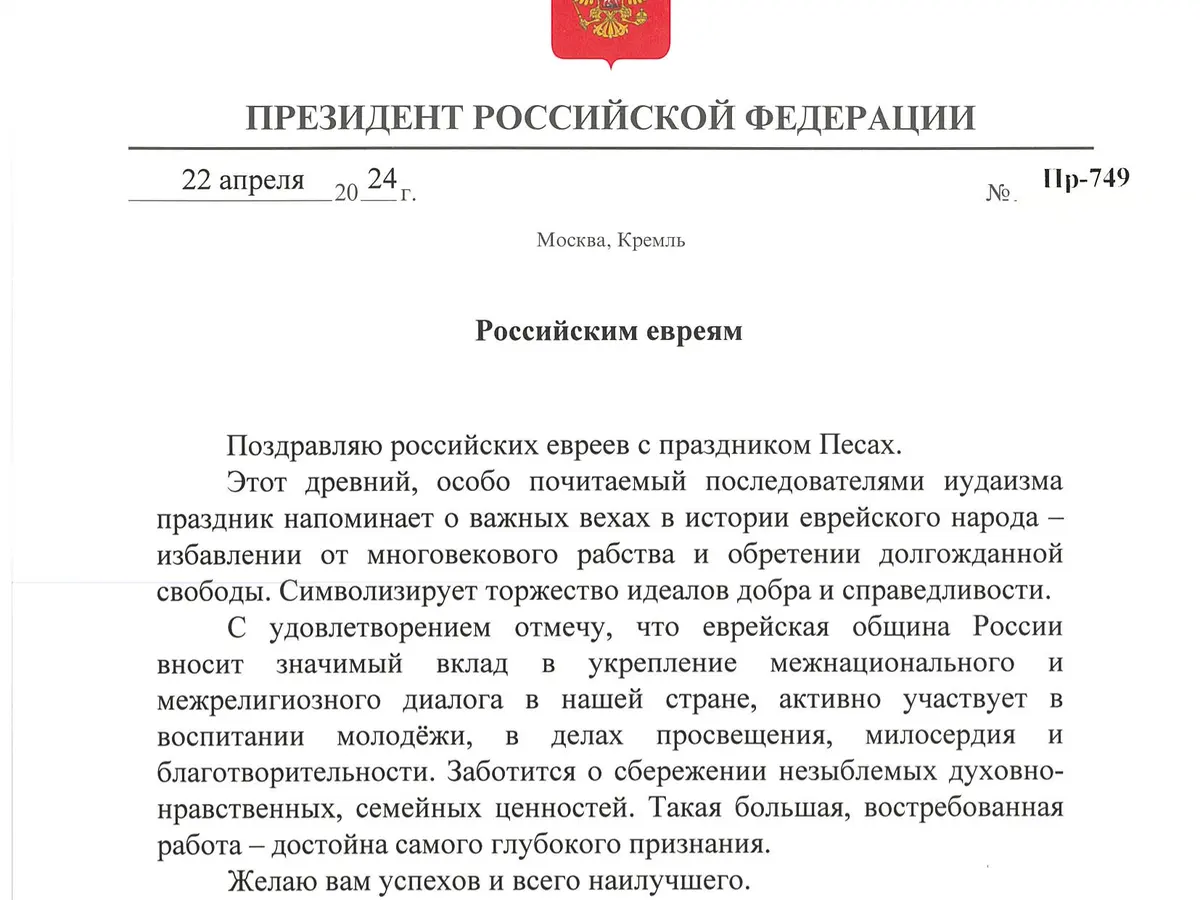 ПРЕЗИДЕНТ РОССИЙСКОЙ ФЕДЕРАЦИИ
22 апреля 2024 г. № Пр-749
Москва, Кремль
Российским евреям
Поздравляю российских евреев с праздником Песах.
Этот древний, особо почитаемый последователями иудаизма
праздник напоминает о важных вехах в истории еврейского народа –
избавлении от многовекового рабства и обретении долгожданной
свободы. Символизирует торжество идеалов добра и справедливости.
С удовлетворением отмечу, что еврейская община России
вносит значимый вклад в укрепление межнационального и
межрелигиозного диалога в нашей стране, активно участвует в
воспитании молодёжи, в делах просвещения, милосердия и
благотворительности. Заботится о сбережении незыблемых духовно-
нравственных, семейных ценностей. Такая большая, востребованная
работа – достойна самого глубокого признания.
Желаю вам успехов и всего наилучшего.